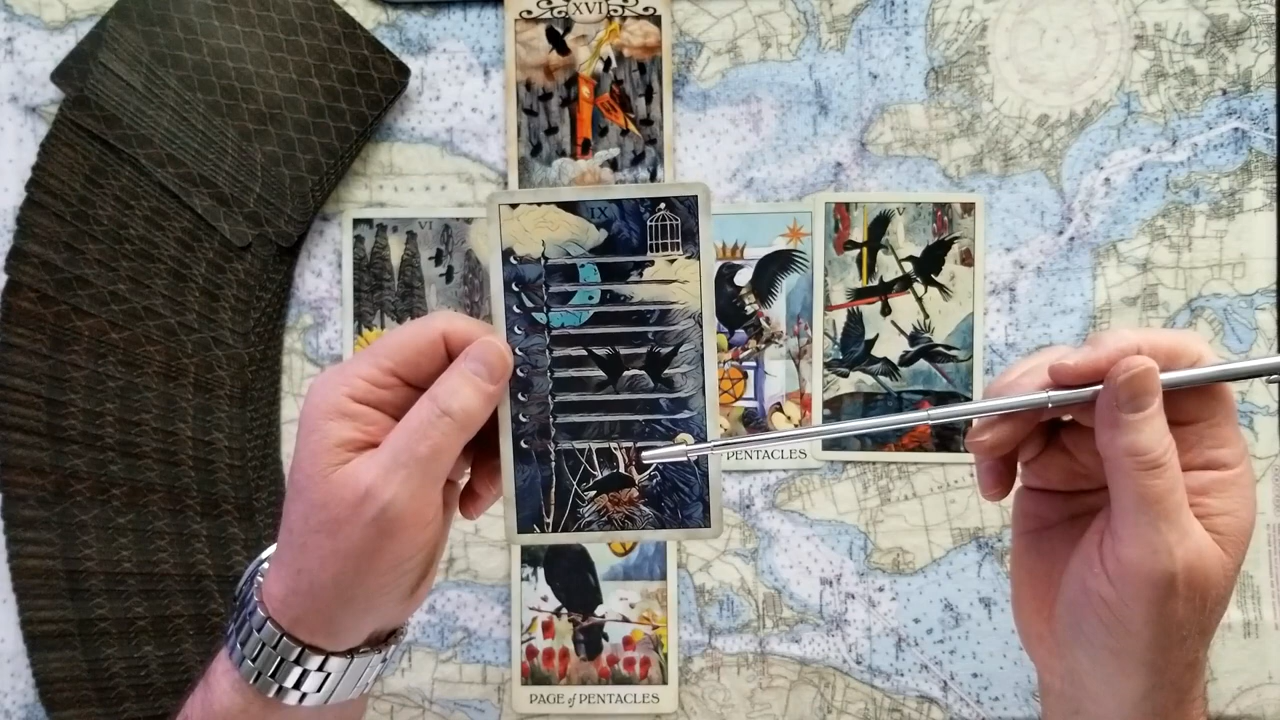 XVI
IX
VI
V
PENTACLES
PAGE of PENTACLES